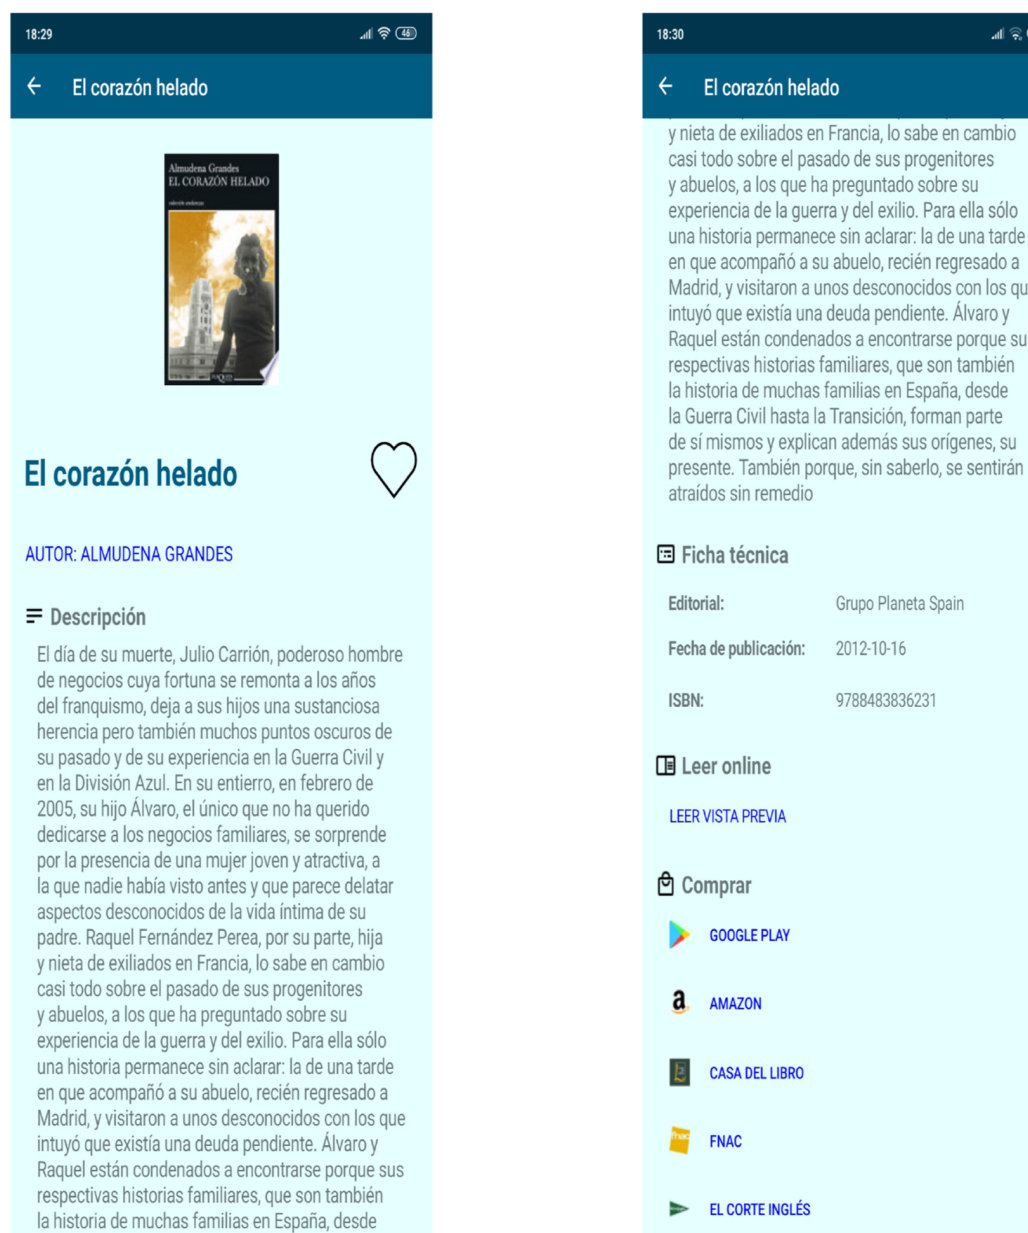 18:29
46
El corazón helado
Almudena Grandes
EL CORAZÓN HELADO
colección andanzas
TUSQUETS
El corazón helado
AUTOR: ALMUDENA GRANDES
Descripción
El día de su muerte, Julio Carrión, poderoso hombre
de negocios cuya fortuna se remonta a los años
del franquismo, deja a sus hijos una sustanciosa
herencia pero también muchos puntos oscuros de
su pasado y de su experiencia en la Guerra Civil y
en la División Azul. En su entierro, en febrero de
2005, su hijo Álvaro, el único que no ha querido
dedicarse a los negocios familiares, se sorprende
por la presencia de una mujer joven y atractiva, a
la que nadie había visto antes y que parece delatar
aspectos desconocidos de la vida íntima de su
padre. Raquel Fernández Perea, por su parte, hija
y nieta de exiliados en Francia, lo sabe en cambio
casi todo sobre el pasado de sus progenitores
y abuelos, a los que ha preguntado sobre su
experiencia de la guerra y del exilio. Para ella sólo
una historia permanece sin aclarar: la de una tarde
en que acompañó a su abuelo, recién regresado a
Madrid, y visitaron a unos desconocidos con los que
intuyó que existía una deuda pendiente. Álvaro y
Raquel están condenados a encontrarse porque sus
respectivas historias familiares, que son también
la historia de muchas familias en España, desde
18:30
El corazón helado
y nieta de exiliados en Francia, lo sabe en cambio
casi todo sobre el pasado de sus progenitores
y abuelos, a los que ha preguntado sobre su
experiencia de la guerra y del exilio. Para ella sólo
una historia permanece sin aclarar: la de una tarde
en que acompañó a su abuelo, recién regresado a
Madrid, y visitaron a unos desconocidos con los qu
intuyó que existía una deuda pendiente. Álvaro y
Raquel están condenados a encontrarse porque su
respectivas historias familiares, que son también
la historia de muchas familias en España, desde
la Guerra Civil hasta la Transición, forman parte
de sí mismos y explican además sus orígenes, su
presente. También porque, sin saberlo, se sentirán
atraídos sin remedio
Ficha técnica
Editorial: Grupo Planeta Spain
Fecha de publicación: 2012-10-16
ISBN: 9788483836231
Leer online
LEER VISTA PREVIA
Comprar
GOOGLE PLAY
AMAZON
CASA DEL LIBRO
fnac
FNAC
EL CORTE INGLÉS